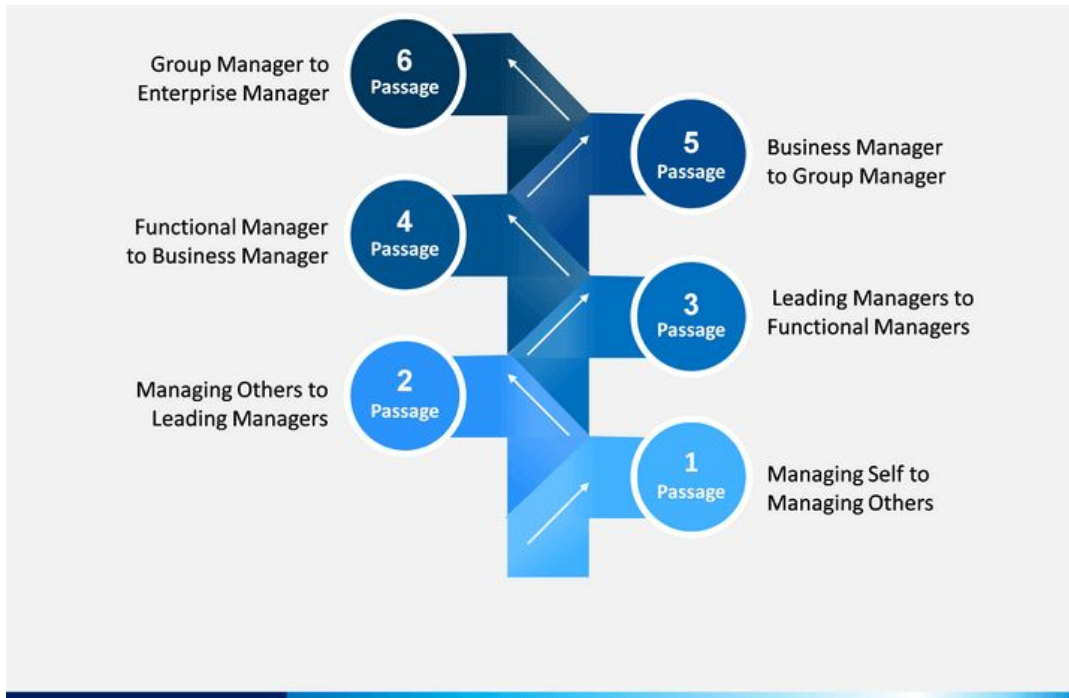 6
Passage
Group Manager to
Enterprise Manager
5
Passage
Business Manager
to Group Manager
4
Passage
Functional Manager
to Business Manager
3
Passage
Leading Managers to
Functional Managers
2
Passage
Managing Others to
Leading Managers
1
Passage
Managing Self to
Managing Others